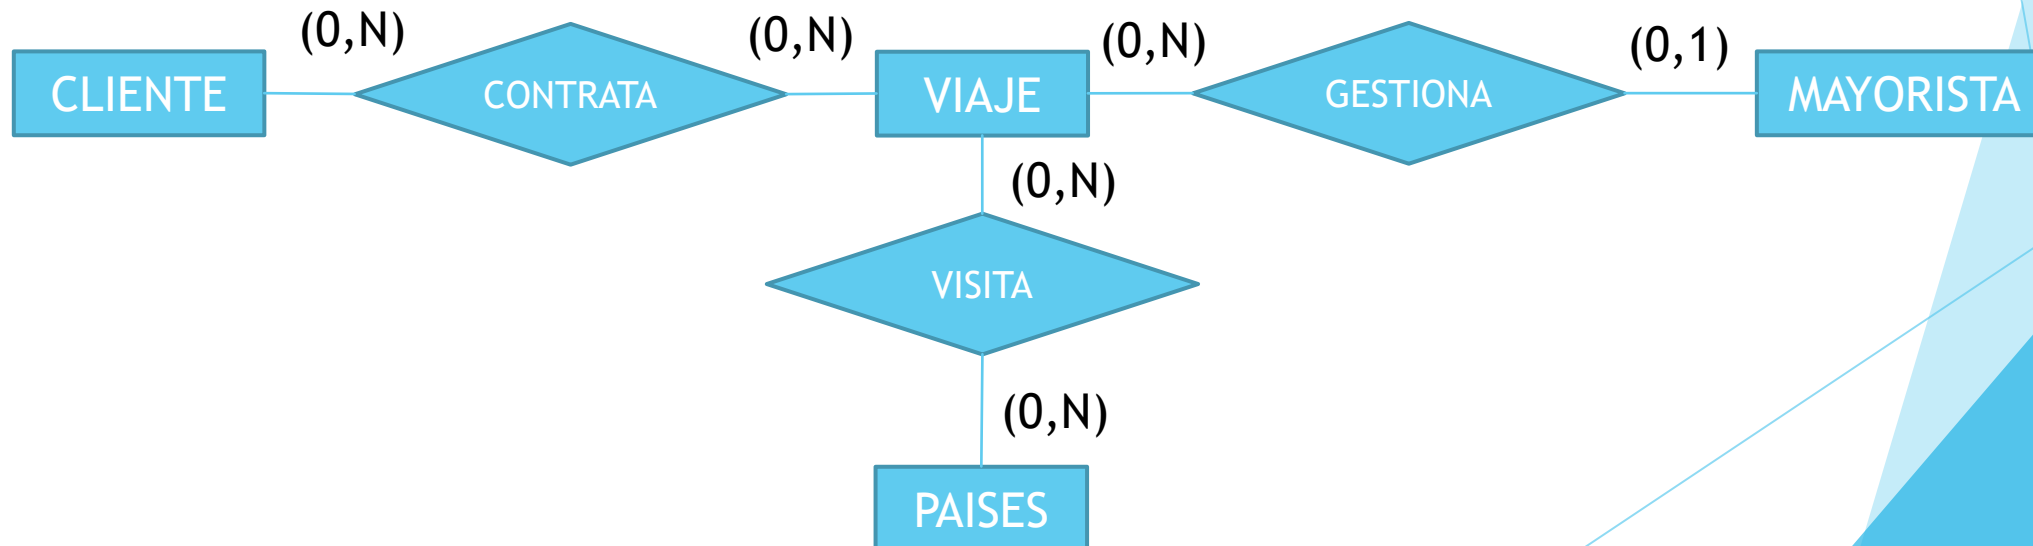 (0,N) (0,N) (0,N) (0,1)
CLIENTE CONTRATA VIAJE GESTIONA MAYORISTA
(0,N)
VISITA
(0,N)
PAISES